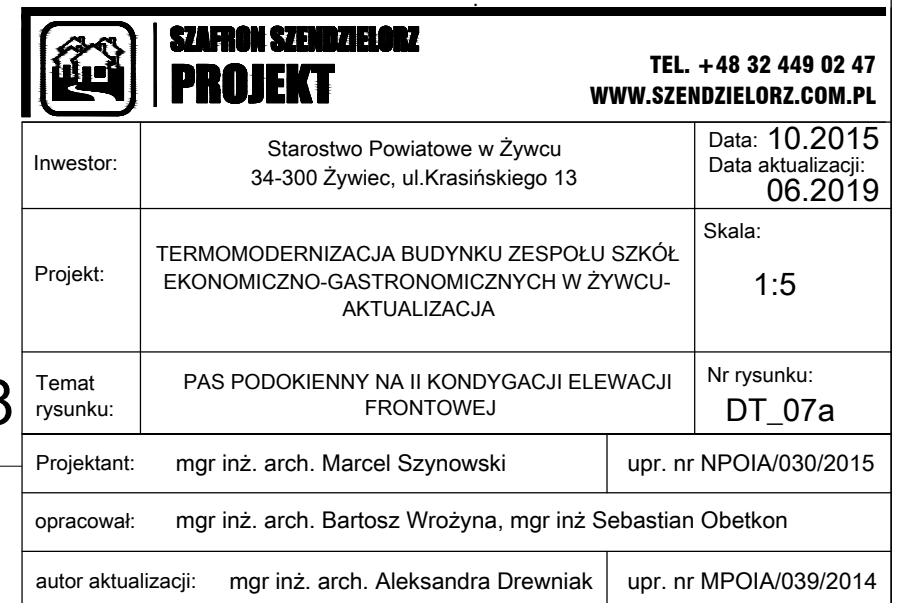 SZAFRON SZENDZIELORZ
PROJEKT
TEL. +48 32 449 02 47
WWW.SZENDZIELORZ.COM.PL
Inwestor:
Starostwo Powiatowe w Żywcu
34-300 Żywiec, ul.Krasińskiego 13
Data: 10.2015
Data aktualizacji:
06.2019
Projekt:
TERMOMODERNIZACJA BUDYNKU ZESPOŁU SZKÓŁ
EKONOMICZNO-GASTRONOMICZNYCH W ŻYWCU-
AKTUALIZACJA
Skala:
1:5
Temat
rysunku:
PAS PODOKIENNY NA II KONDYGACJI ELEWACJI
FRONTOWEJ
Nr rysunku:
DT_07a
Projektant: mgr inż. arch. Marcel Szynowski upr. nr NPOIA/030/2015
opracował: mgr inż. arch. Bartosz Wrożyna, mgr inż Sebastian Obetkon
autor aktualizacji: mgr inż. arch. Aleksandra Drewniak upr. nr MPOIA/039/2014